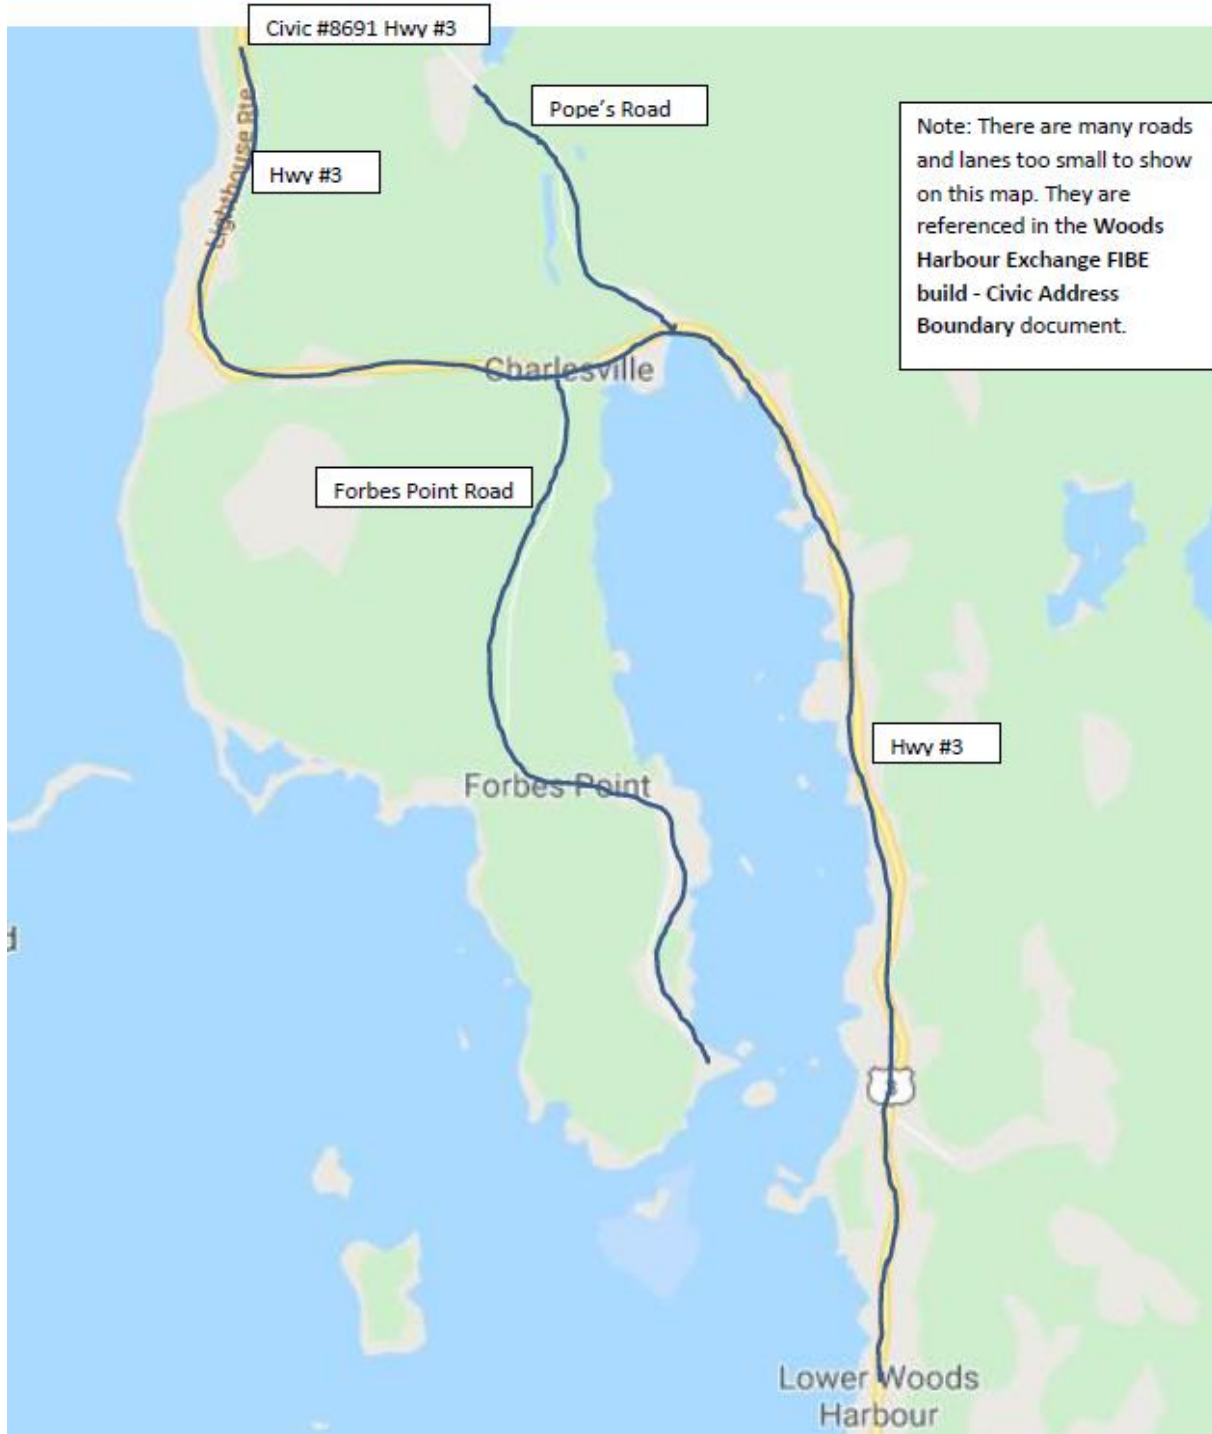 Civic #8691 Hwy #3
Pope's Road
Lighthouse Rte
Hwy #3
Note: There are many roads
and lanes too small to show
on this map. They are
referenced in the Woods
Harbour Exchange FIBE
build - Civic Address
Boundary document.
Charlesville
Forbes Point Road
Hwy #3
Forbes Point
d
3
Lower Woods
Harbour